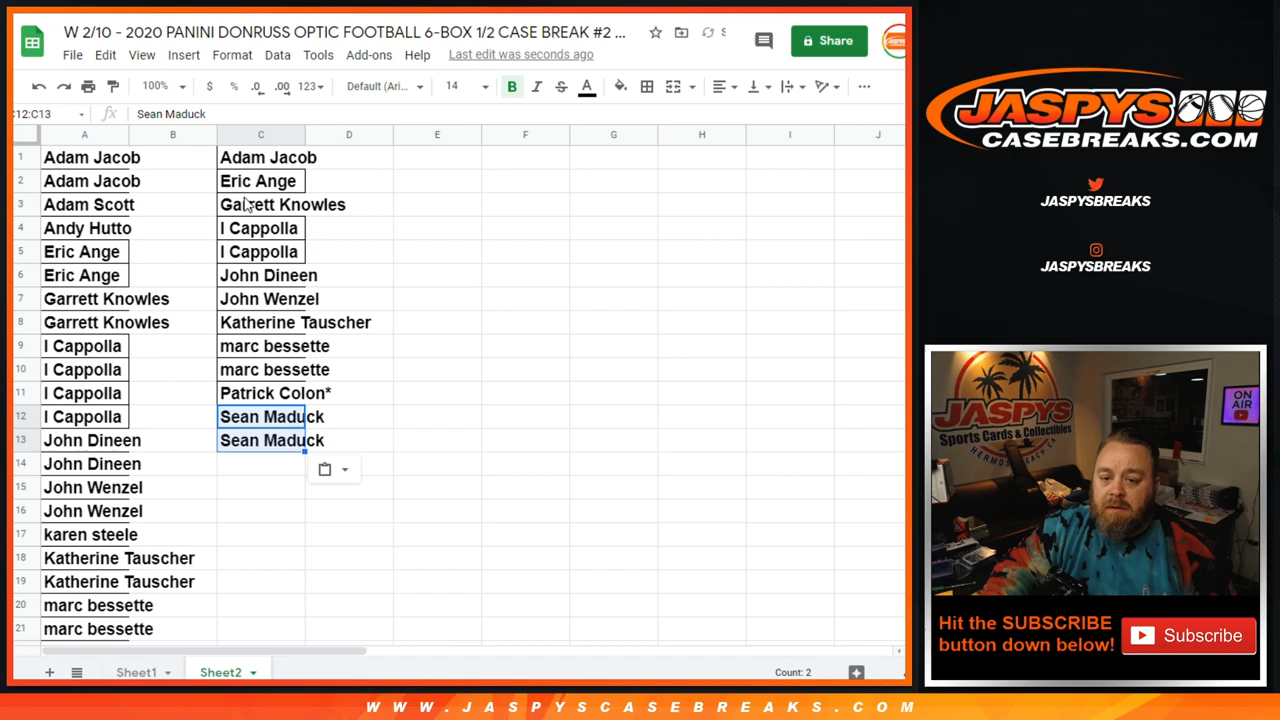 W 2/10 - 2020 PANINI DONRUSS OPTIC FOOTBALL 6-BOX 1/2 CASE BREAK #2 ...
File Edit View Insert Format Data Tools Add-ons Help Last edit was seconds ago
Share
100% $ % .0 .00 123 Default (Ari... 14 B I S A
12:C13 fx Sean Maduck
A B C D E F G H I J
1 Adam Jacob Adam Jacob
2 Adam Jacob Eric Ange
3 Adam Scott Garrett Knowles
4 Andy Hutto I Cappolla
5 Eric Ange I Cappolla
6 Eric Ange John Dineen
7 Garrett Knowles John Wenzel
8 Garrett Knowles Katherine Tauscher
9 I Cappolla marc bessette
10 I Cappolla marc bessette
11 I Cappolla Patrick Colon*
12 I Cappolla Sean Maduck
13 John Dineen Sean Maduck
14 John Dineen
15 John Wenzel
16 John Wenzel
17 karen steele
18 Katherine Tauscher
19 Katherine Tauscher
20 marc bessette
21 marc bessette
Sheet1 Sheet2 Count: 2
JASPYS
CASEBREAKS.COM
JASPYSBREAKS
JASPYSBREAKS
JASPYS
Sports Cards & Collectibles
HERMOSA BEACH, CA
ON AIR
Hit the SUBSCRIBE
button down below!
Subscribe
WWW.JASPYSCASEBREAKS.COM